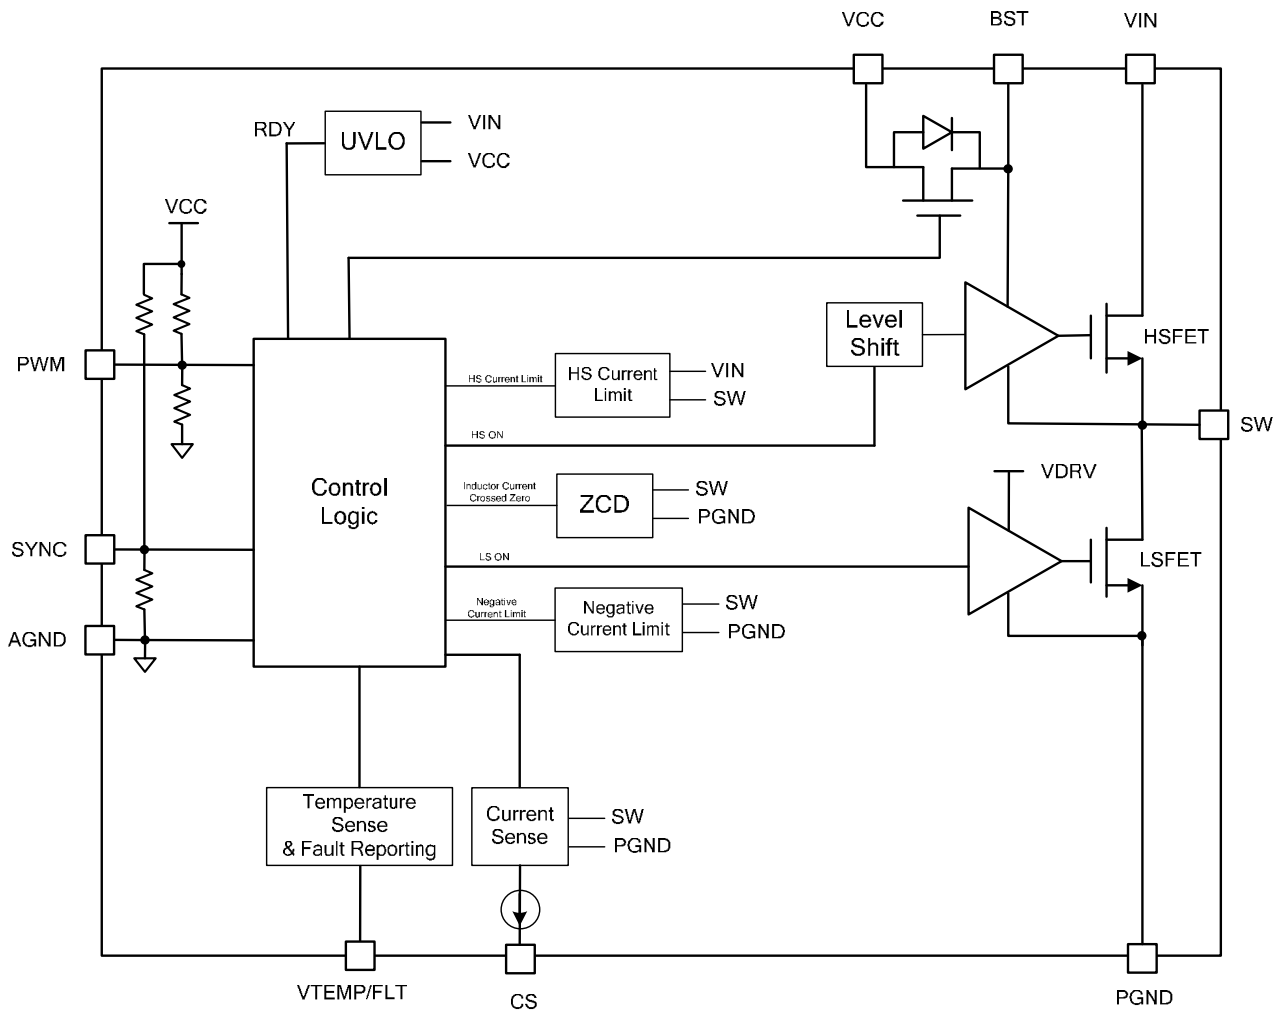 VCC
BST
VIN
RDY
UVLO
VIN
VCC
VCC
Level
Shift
HSFET
PWM
HS Current Limit
HS Current
Limit
VIN
SW
SW
HS ON
Control
Logic
Inductor Current
Crossed Zero
ZCD
SW
PGND
VDRV
SYNC
LS ON
LSFET
Negative
Current Limit
Negative
Current Limit
SW
PGND
AGND
Temperature
Sense
& Fault Reporting
Current
Sense
SW
PGND
VTEMP/FLT
CS
PGND